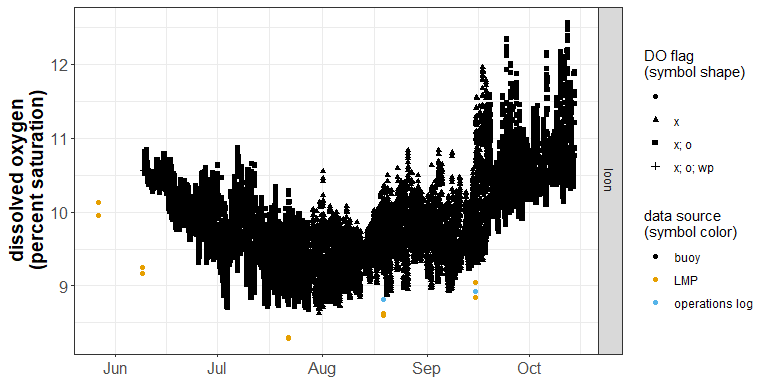 dissolved oxygen
(percent saturation)
12
11
10
9
Jun
Jul
Aug
Sep
Oct
loon
DO flag
(symbol shape)
x
x; o
x; o; wp
data source
(symbol color)
buoy
LMP
operations log